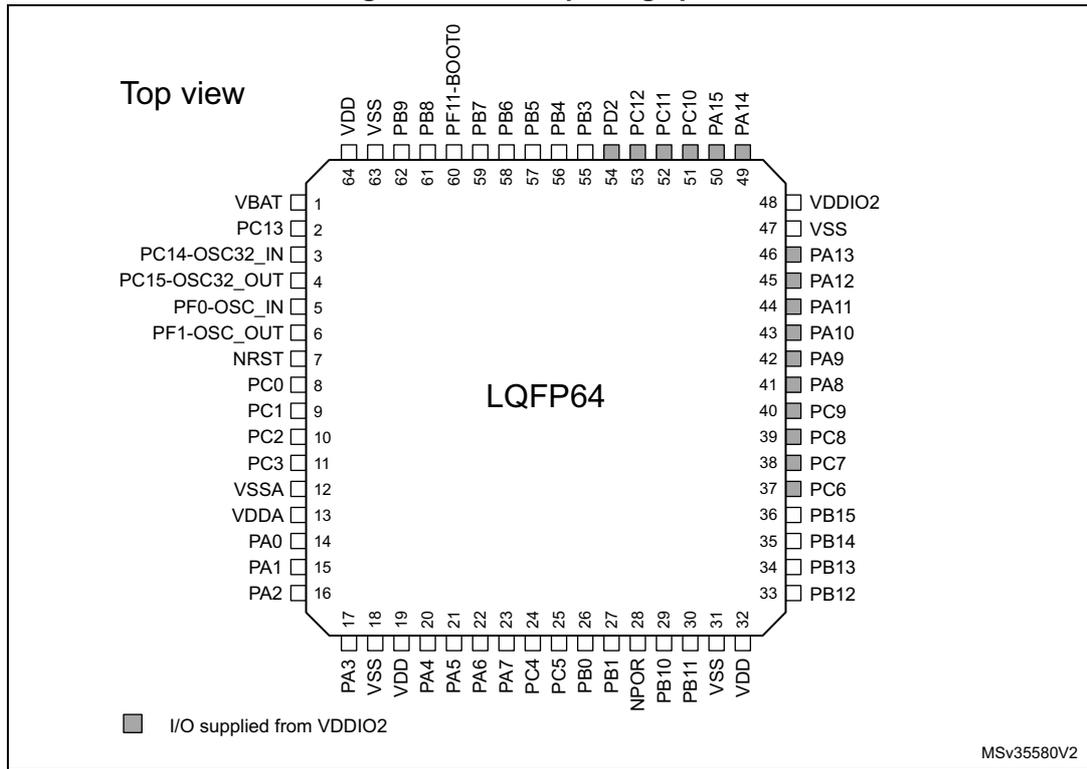 Top view
VDD
VSS
PB9
PB8
PF11-BOOT0
PB7
PB6
PB5
PB4
PB3
PD2
PC12
PC11
PC10
PA15
PA14
64
63
62
61
60
59
58
57
56
55
54
53
52
51
50
49
VBAT 1
PC13 2
PC14-OSC32_IN 3
PC15-OSC32_OUT 4
PF0-OSC_IN 5
PF1-OSC_OUT 6
NRST 7
PC0 8
PC1 9
PC2 10
PC3 11
VSSA 12
VDDA 13
PA0 14
PA1 15
PA2 16
LQFP64
48 VDDIO2
47 VSS
46 PA13
45 PA12
44 PA11
43 PA10
42 PA9
41 PA8
40 PC9
39 PC8
38 PC7
37 PC6
36 PB15
35 PB14
34 PB13
33 PB12
17
18
19
20
21
22
23
24
25
26
27
28
29
30
31
32
PA3
VSS
VDD
PA4
PA5
PA6
PA7
PC4
PC5
PB0
PB1
NPOR
PB10
PB11
VSS
VDD
I/O supplied from VDDIO2
MSv35580V2